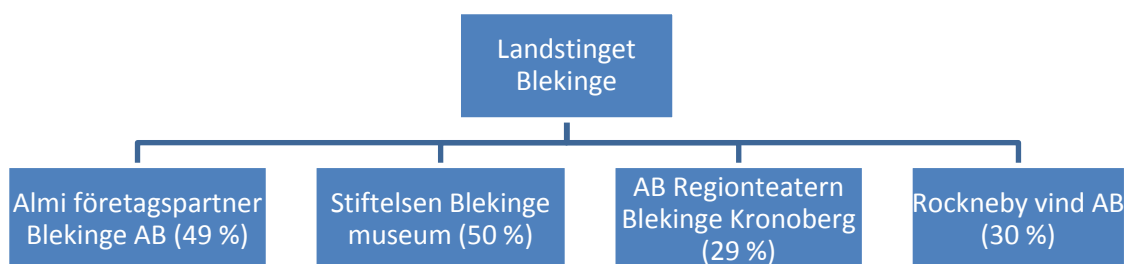 Landstinget
Blekinge
Almi företagspartner
Blekinge AB (49 %)
Stiftelsen Blekinge
museum (50 %)
AB Regionteatern
Blekinge Kronoberg
(29 %)
Rockneby vind AB
(30 %)